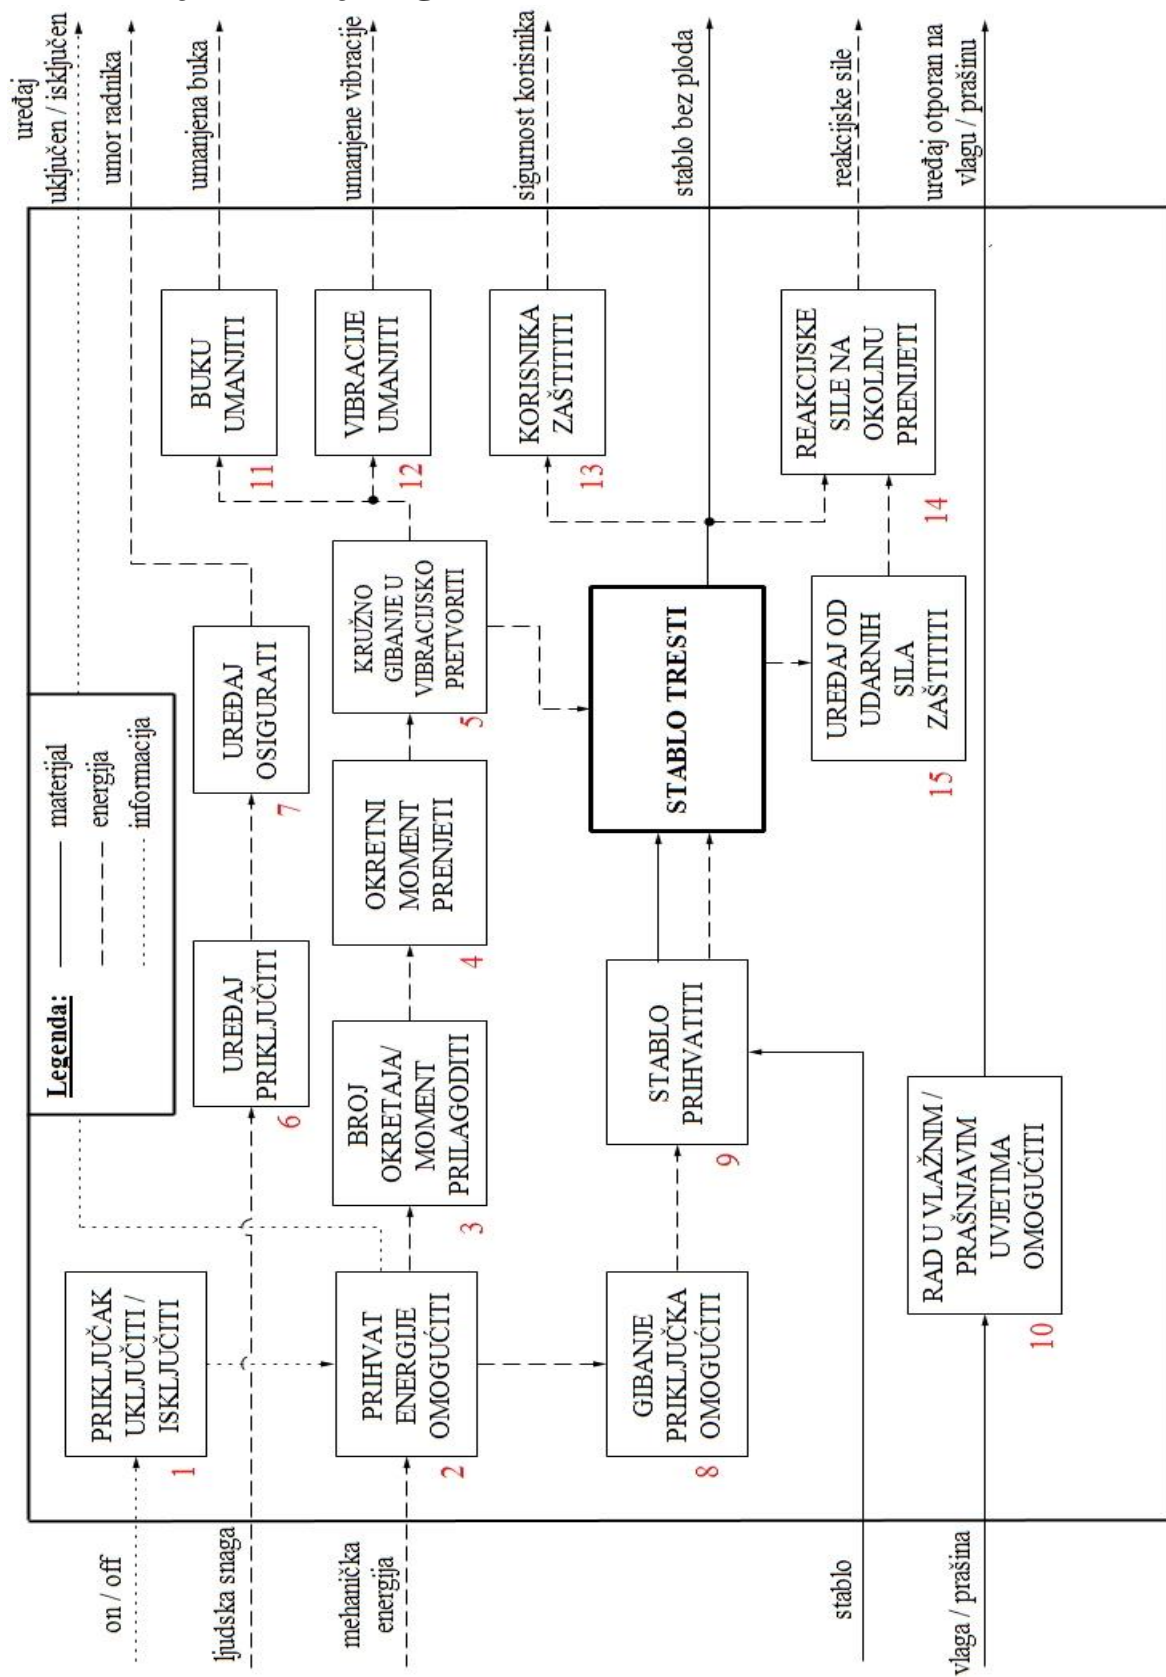 Legenda:
materijal
energija
informacija
on / off
ljudska snaga
mehanička
energija
stablo
vlaga / prašina
PRIKLJUČAK
UKLJUČITI /
ISKLJUČITI
1
PRIHVAT
ENERGIJE
OMOGUĆITI
2
BROJ
OKRETAJA/
MOMENT
PRILAGODITI
3
OKRETNI
MOMENT
PRENJETI
4
KRUŽNO
GIBANJE U
VIBRACIJSKO
PRETVORITI
5
UREĐAJ
PRIKLJUČITI
6
UREĐAJ
OSIGURATI
7
GIBANJE
PRIKLJUČKA
OMOGUĆITI
8
STABLO
PRIHVATITI
9
RAD U VLAŽNIM /
PRAŠNJAVIM
UVJETIMA
OMOGUĆITI
10
BUKU
UMANJITI
11
VIBRACIJE
UMANJITI
12
KORISNIKA
ZAŠTITITI
13
STABLO TRESTI
REAKCIJSKE
SILE NA
OKOLINU
PRENIJETI
14
UREĐAJ OD
UDARNIH
SILA
ZAŠTITITI
15
uređaj
uključen / isključen
umor radnika
umanjena buka
umanjene vibracije
sigurnost korisnika
stablo bez ploda
reakcijske sile
uređaj otporan na
vlagu / prašinu